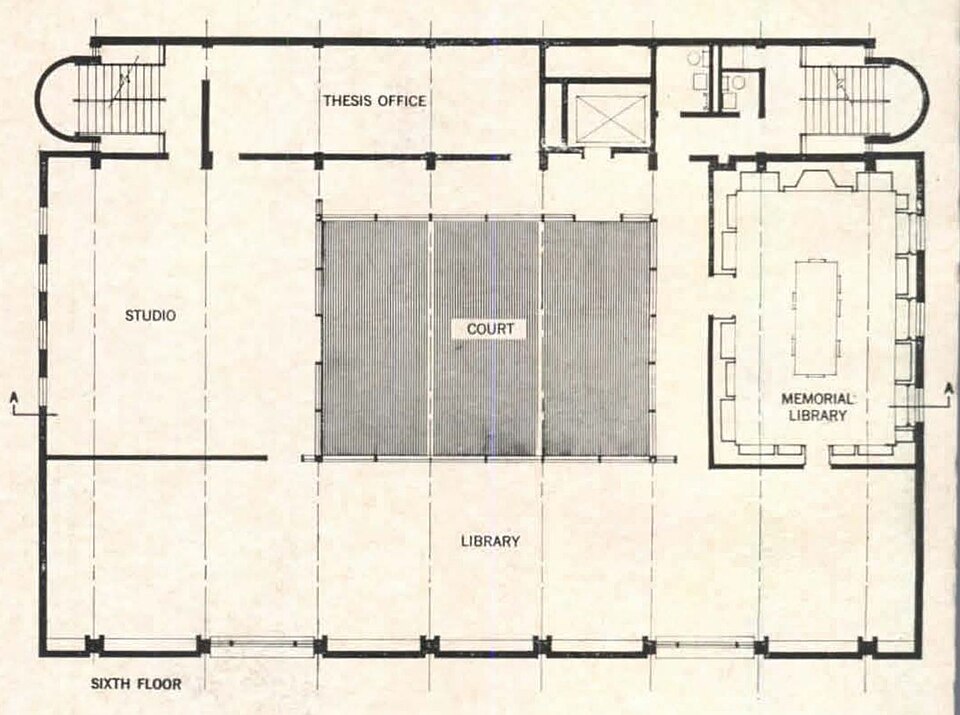 THESIS OFFICE
STUDIO
COURT
A
A
MEMORIAL
LIBRARY
LIBRARY
SIXTH FLOOR